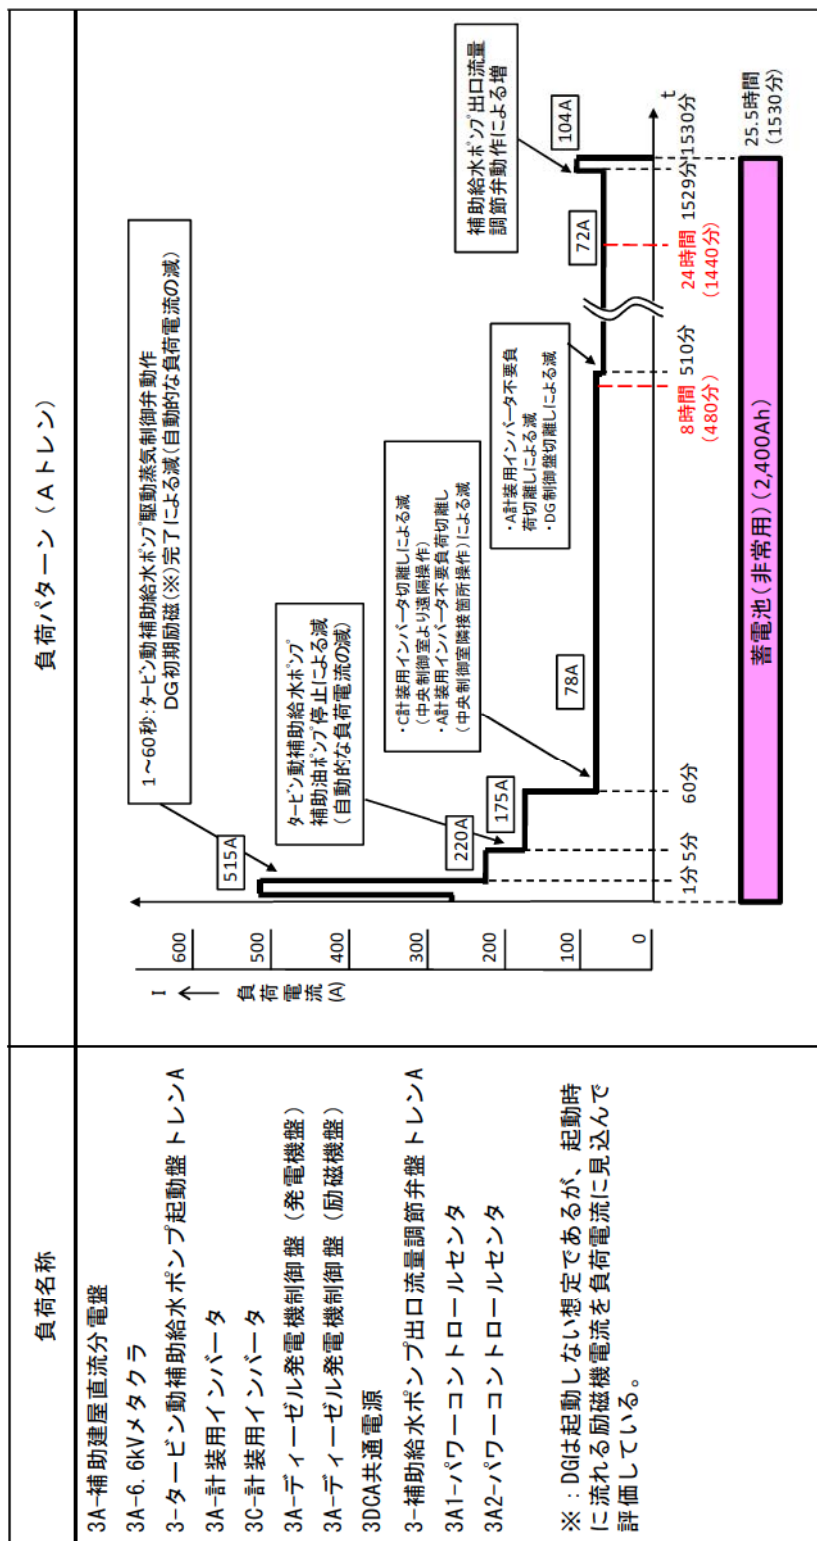 負荷名称
負荷パターン（Aトレン）
3A-補助建屋直流分電盤
3A-6.6kVメタクラ
3-タービン動補助給水ポンプ起動盤トレンA
3A-計装用インバータ
3C-計装用インバータ
3A-ディーゼル発電機制御盤（発電機盤）
3A-ディーゼル発電機制御盤（励磁機盤）
3DCA共通電源
3-補助給水ポンプ出口流量調節弁盤トレンA
3A1-パワーコントロールセンタ
3A2-パワーコントロールセンタ
※：DGは起動しない想定であるが、起動時
に流れる励磁機電流を負荷電流に見込んで
評価している。
I
負荷電流
(A)
600
500
400
300
200
100
0
1～60秒：タービン動補助給水ポンプ駆動蒸気制御弁動作
DG初期励磁(※)完了による減(自動的な負荷電流の減)
515A
タービン動補助給水ポンプ
補助油ポンプ停止による減
(自動的な負荷電流の減)
220A
175A
・C計装用インバータ切離しによる減
(中央制御室より遠隔操作)
・A計装用インバータ不要負荷切離し
(中央制御室隣接箇所操作)による減
78A
・A計装用インバータ不要負
荷切離しによる減
・DG制御盤切離しによる減
72A
補助給水ポンプ出口流量
調節弁動作による増
104A
t
1分
5分
60分
8時間
(480分)
510分
24時間
(1440分)
1529分
1530分
蓄電池(非常用)(2,400Ah)
25.5時間
(1530分)